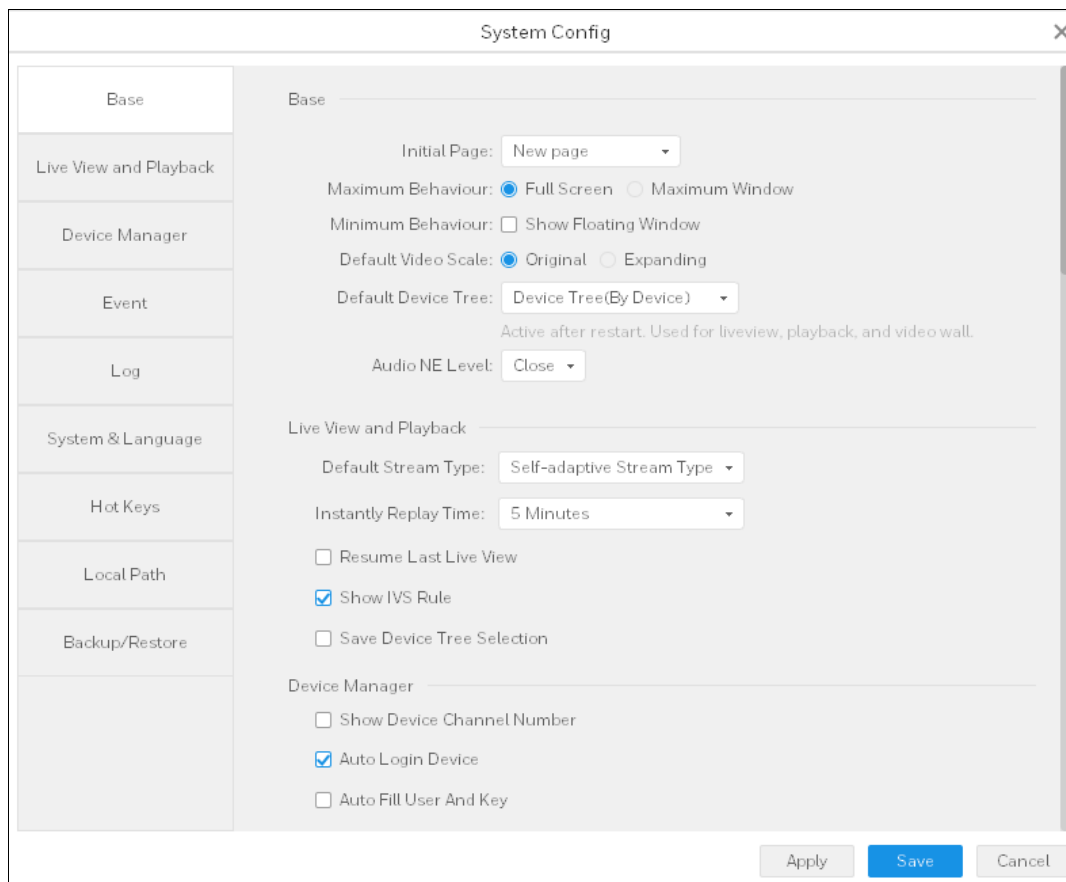 System Config
Base
Live View and Playback
Device Manager
Event
Log
System & Language
Hot Keys
Local Path
Backup/Restore
Base
Initial Page: New page
Maximum Behaviour: Full Screen Maximum Window
Minimum Behaviour: Show Floating Window
Default Video Scale: Original Expanding
Default Device Tree: Device Tree(By Device)
Active after restart. Used for liveview, playback, and video wall.
Audio NE Level: Close
Live View and Playback
Default Stream Type: Self-adaptive Stream Type
Instantly Replay Time: 5 Minutes
Resume Last Live View
Show IVS Rule
Save Device Tree Selection
Device Manager
Show Device Channel Number
Auto Login Device
Auto Fill User And Key
Apply Save Cancel